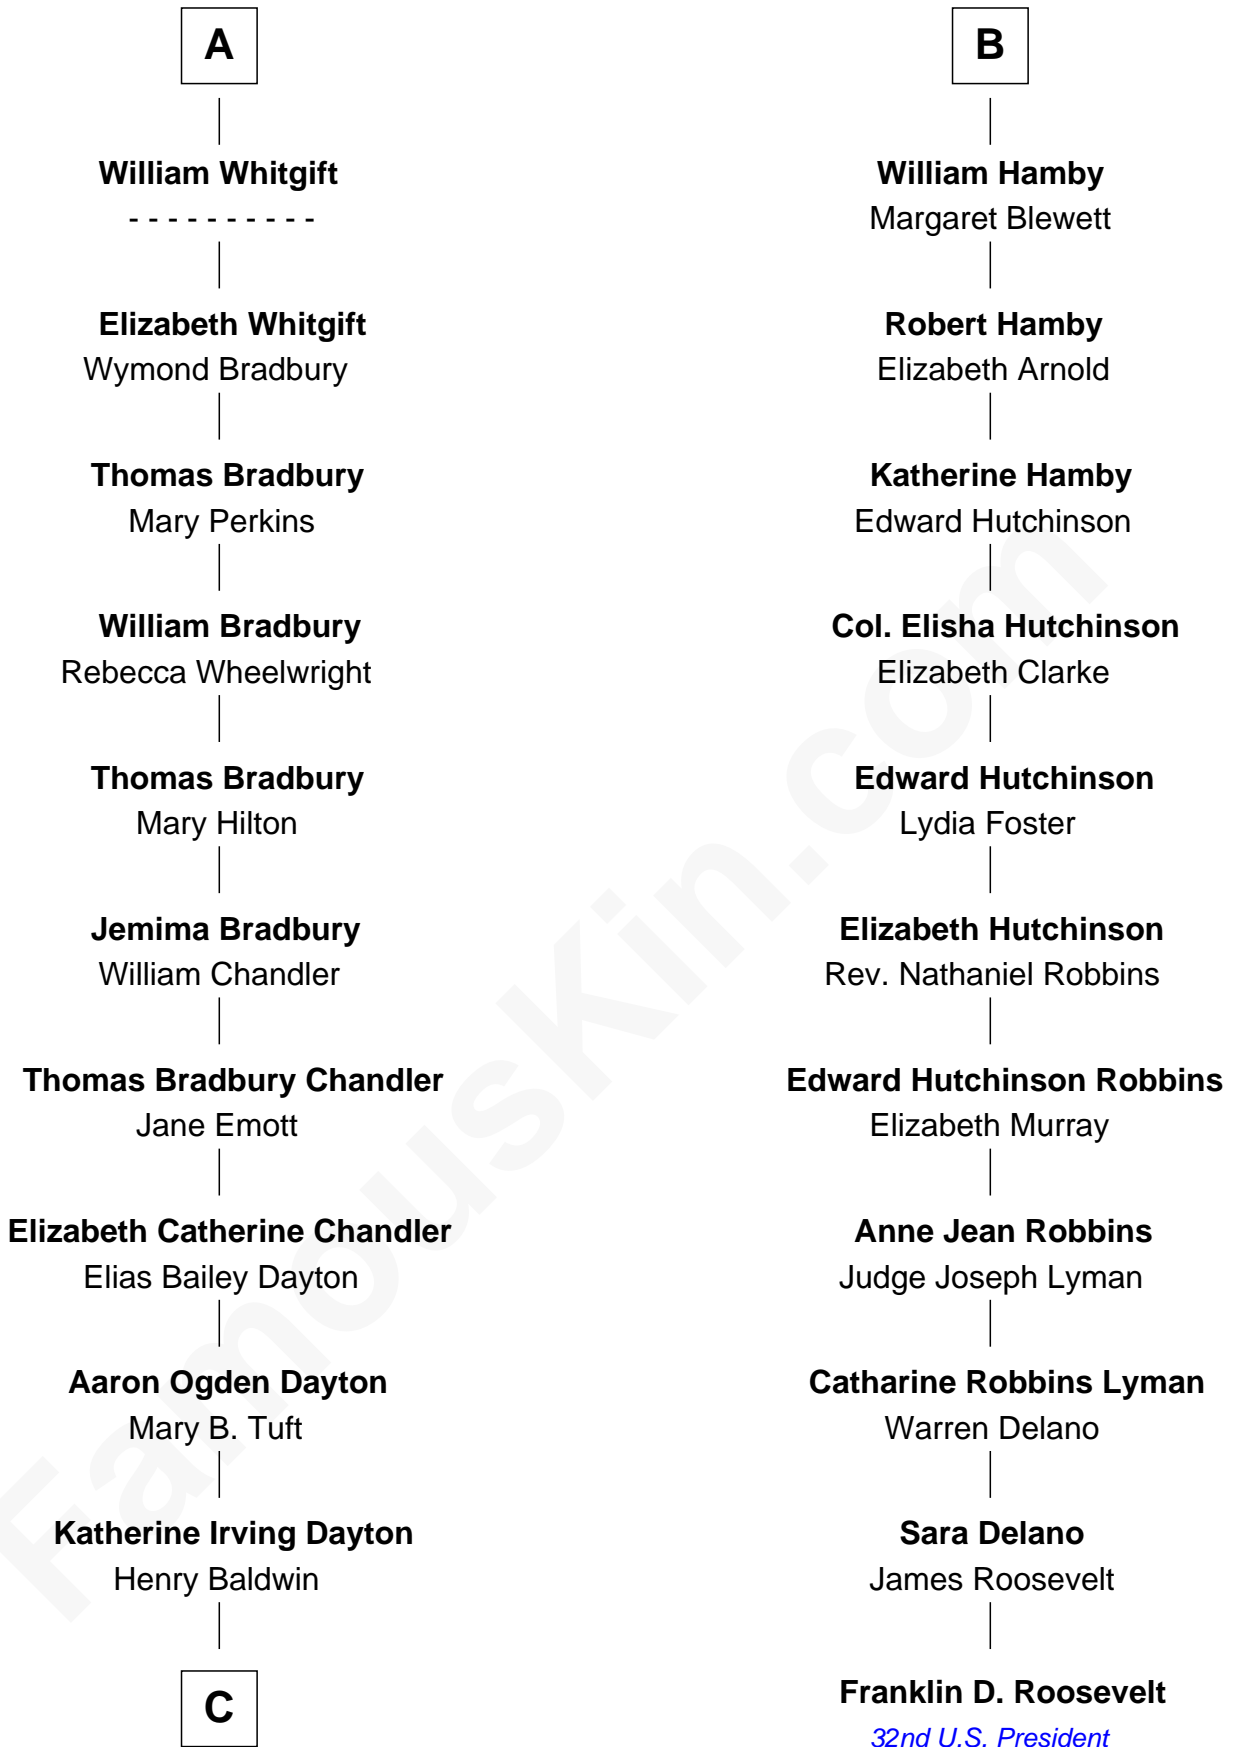 A
William Whitgift
- - - - - - - - - -
Elizabeth Whitgift
Wymond Bradbury
Thomas Bradbury
Mary Perkins
William Bradbury
Rebecca Wheelwright
Thomas Bradbury
Mary Hilton
Jemima Bradbury
William Chandler
Thomas Bradbury Chandler
Jane Emott
Elizabeth Catherine Chandler
Elias Bailey Dayton
Aaron Ogden Dayton
Mary B. Tuft
Katherine Irving Dayton
Henry Baldwin
C
B
William Hamby
Margaret Blewett
Robert Hamby
Elizabeth Arnold
Katherine Hamby
Edward Hutchinson
Col. Elisha Hutchinson
Elizabeth Clarke
Edward Hutchinson
Lydia Foster
Elizabeth Hutchinson
Rev. Nathaniel Robbins
Edward Hutchinson Robbins
Elizabeth Murray
Anne Jean Robbins
Judge Joseph Lyman
Catharine Robbins Lyman
Warren Delano
Sara Delano
James Roosevelt
Franklin D. Roosevelt
32nd U.S. President
FamousKin.com